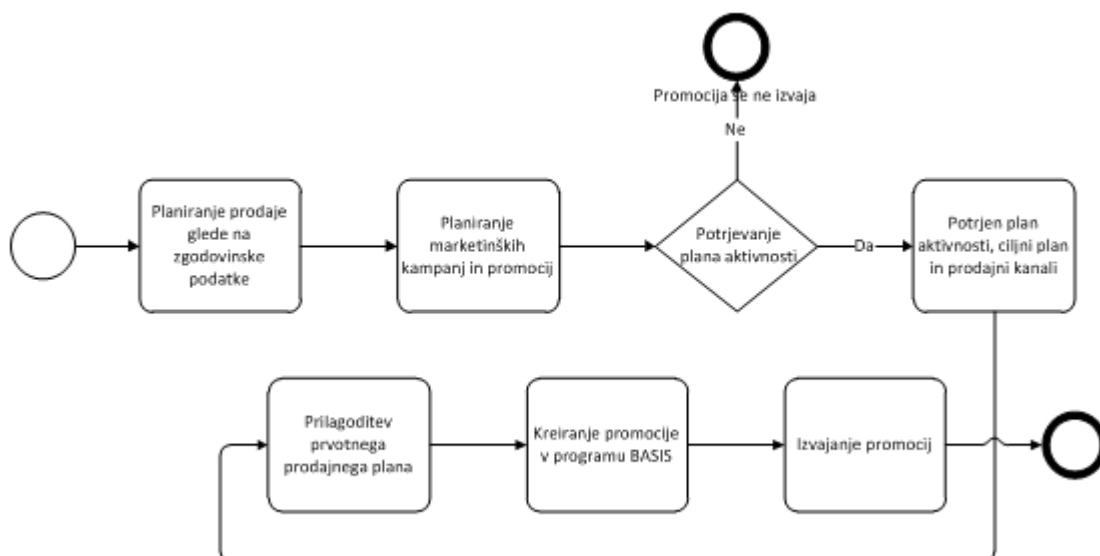 Promocija se ne izvaja
Ne
Planiranje prodaje
glede na
zgodovinske
podatke
Planiranje
marketinških
kampanj in promocij
Potrjevanje
plana aktivnosti
Da
Potrjen plan
aktivnosti, ciljni plan
in prodajni kanali
Prilagoditev
prvotnega
prodajnega plana
Kreiranje promocije
v programu BASIS
Izvajanje promocij